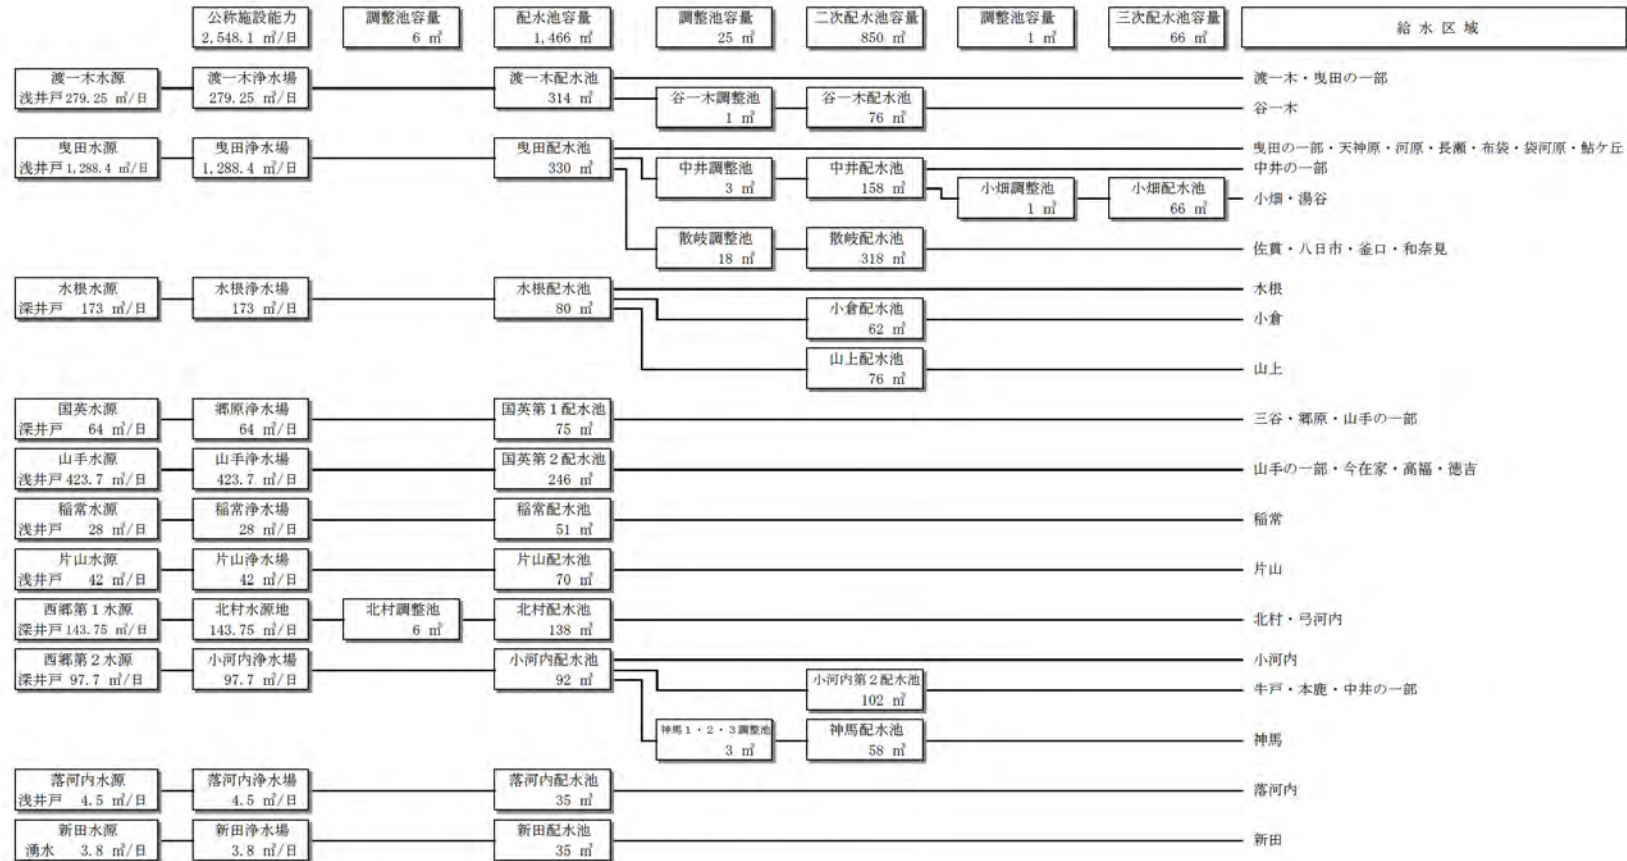 公称施設能力
2,548.1 ㎥/日
調整池容量
6 ㎥
配水池容量
1,466 ㎥
調整池容量
25 ㎥
二次配水池容量
850 ㎥
調整池容量
1 ㎥
三次配水池容量
66 ㎥
給水区域
渡一木水源
浅井戸 279.25 ㎥/日
渡一木浄水場
279.25 ㎥/日
渡一木配水池
314 ㎥
渡一木・曳田の一部
谷一木調整池
1 ㎥
谷一木配水池
76 ㎥
谷一木
曳田水源
浅井戸 1,288.4 ㎥/日
曳田浄水場
1,288.4 ㎥/日
曳田配水池
330 ㎥
曳田の一部・天神原・河原・長瀬・布袋・袋河原・鮎ケ丘
中井調整池
3 ㎥
中井配水池
158 ㎥
中井の一部
小畑調整池
1 ㎥
小畑配水池
66 ㎥
小畑・湯谷
散岐調整池
18 ㎥
散岐配水池
318 ㎥
佐貫・八日市・釜口・和奈見
水根水源
深井戸 173 ㎥/日
水根浄水場
173 ㎥/日
水根配水池
80 ㎥
水根
小倉配水池
62 ㎥
小倉
山上配水池
76 ㎥
山上
国英水源
深井戸 64 ㎥/日
郷原浄水場
64 ㎥/日
国英第1配水池
75 ㎥
三谷・郷原・山手の一部
山手水源
浅井戸 423.7 ㎥/日
山手浄水場
423.7 ㎥/日
国英第2配水池
246 ㎥
山手の一部・今在家・高福・徳吉
稲常水源
浅井戸 28 ㎥/日
稲常浄水場
28 ㎥/日
稲常配水池
51 ㎥
稲常
片山水源
浅井戸 42 ㎥/日
片山浄水場
42 ㎥/日
片山配水池
70 ㎥
片山
西郷第1水源
深井戸 143.75 ㎥/日
北村水源地
143.75 ㎥/日
北村調整池
6 ㎥
北村配水池
138 ㎥
北村・弓河内
西郷第2水源
深井戸 97.7 ㎥/日
小河内浄水場
97.7 ㎥/日
小河内配水池
92 ㎥
小河内
小河内第2配水池
102 ㎥
牛戸・本鹿・中井の一部
神馬1・2・3調整池
3 ㎥
神馬配水池
58 ㎥
神馬
落河内水源
浅井戸 4.5 ㎥/日
落河内浄水場
4.5 ㎥/日
落河内配水池
35 ㎥
落河内
新田水源
湧水 3.8 ㎥/日
新田浄水場
3.8 ㎥/日
新田配水池
35 ㎥
新田